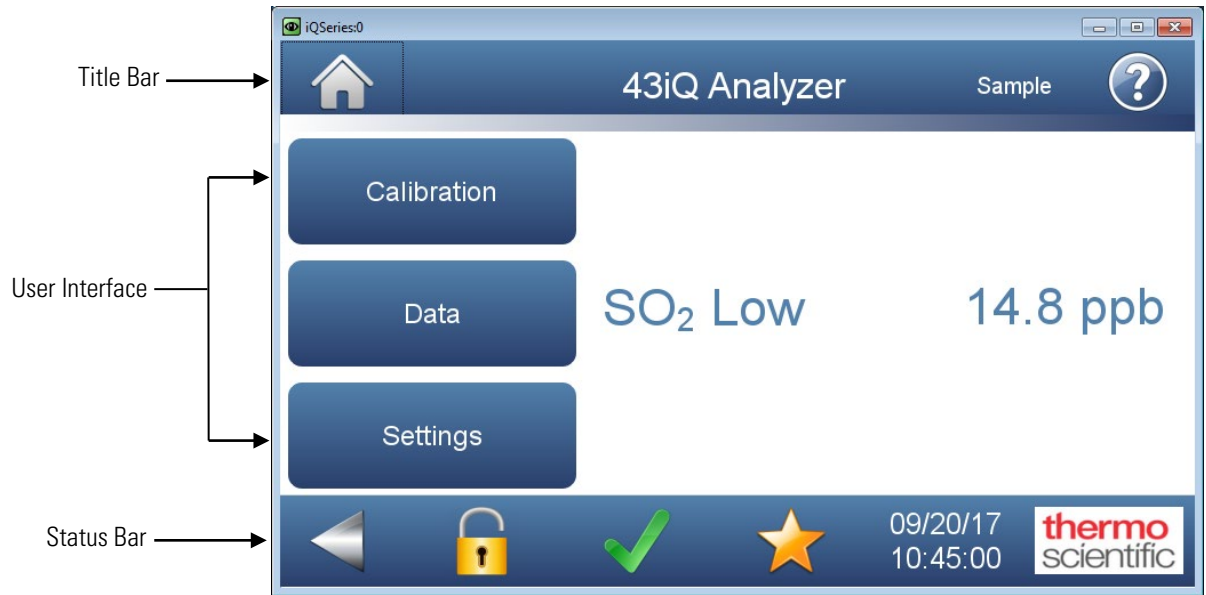 iQSeries:0
Title Bar
43iQ Analyzer
Sample
?
User Interface
Calibration
Data
Settings
SO₂ Low
14.8 ppb
Status Bar
09/20/17
10:45:00
thermo
scientific